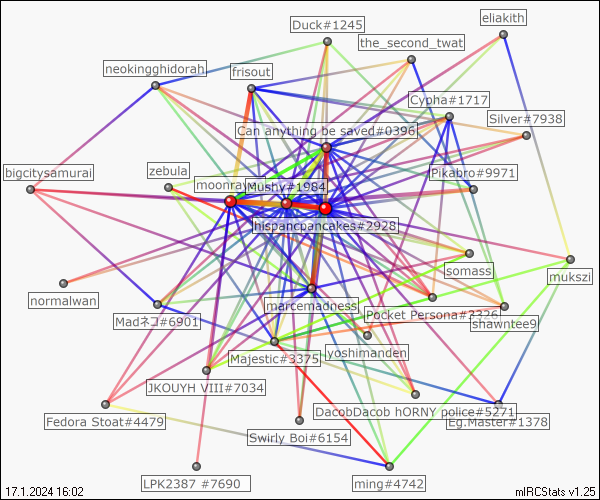 Duck#1245
eliakith
the_second_twat
neokingghidorah
frisout
Cypha#1717
Silver#7938
Can anything be saved#0396
bigcitysamurai
zebula
Pikabro#9971
moonray
Mushy#1984
hispancpancakes#2928
somass
mukszi
normalwan
marcemadness
Madネコ#6901
Pocket Persona#2326
shawntee9
Majestic#3375
yoshimanden
JKOUYH VIII#7034
DacobDacob hORNY police#5271
Fedora Stoat#4479
Eg.Master#1378
Swirly Boi#6154
LPK2387 #7690
ming#4742
17.1.2024 16:02
mIRCStats v1.25